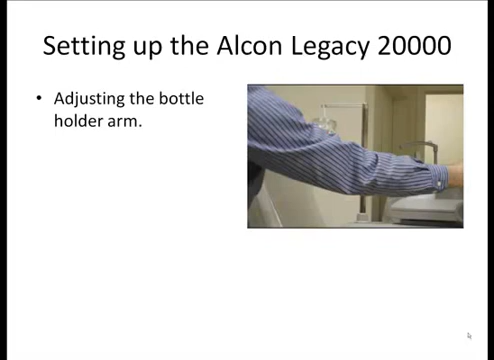 Setting up the Alcon Legacy 20000
• Adjusting the bottle
holder arm.